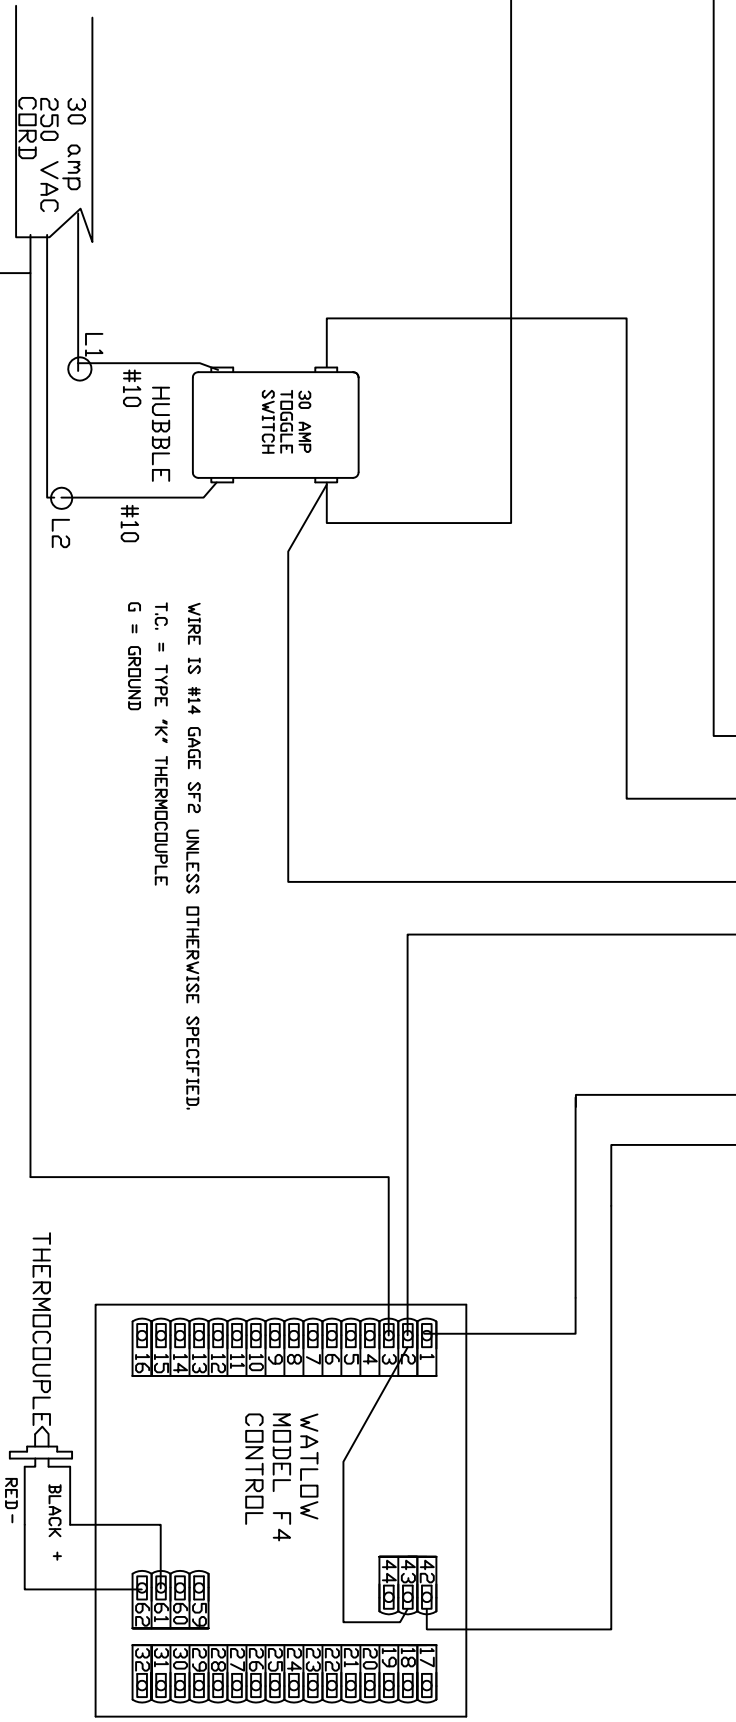 30 amp
250 VAC
CORD
L1
#10
HUBBLE
30 AMP
TOGGLE
SWITCH
#10
L2
WIRE IS #14 GAGE SF2 UNLESS OTHERWISE SPECIFIED.
T.C. = TYPE "K" THERMOCOUPLE
G = GROUND
1
2
3
4
5
6
7
8
9
10
11
12
13
14
15
16
WATLOW
MODEL F4
CONTROL
42
43
44
59
60
61
62
17
18
19
20
21
22
23
24
25
26
27
28
29
30
31
32
THERMOCOUPLE
BLACK +
RED-